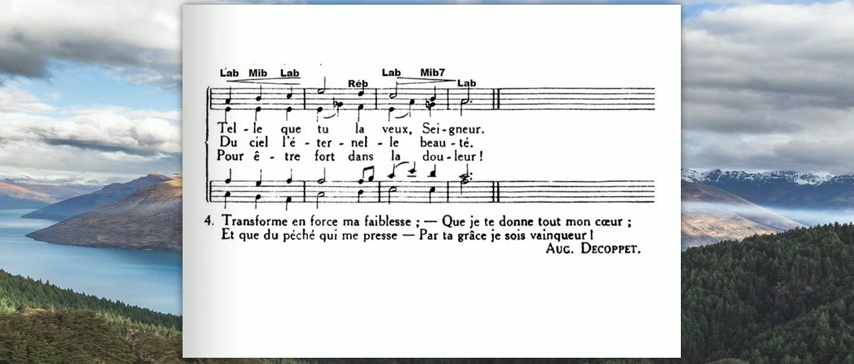 Lab Mib Lab Réb Lab Mib7 Lab
Tel - le que tu la veux, Sei - gneur.
Du ciel l'é - ter - nel - le beau - té.
Pour ê - tre fort dans la dou - leur !
4. Transforme en force ma faiblesse ; — Que je te donne tout mon cœur ;
Et que du péché qui me presse — Par ta grâce je sois vainqueur !
Aug. Decoppet.